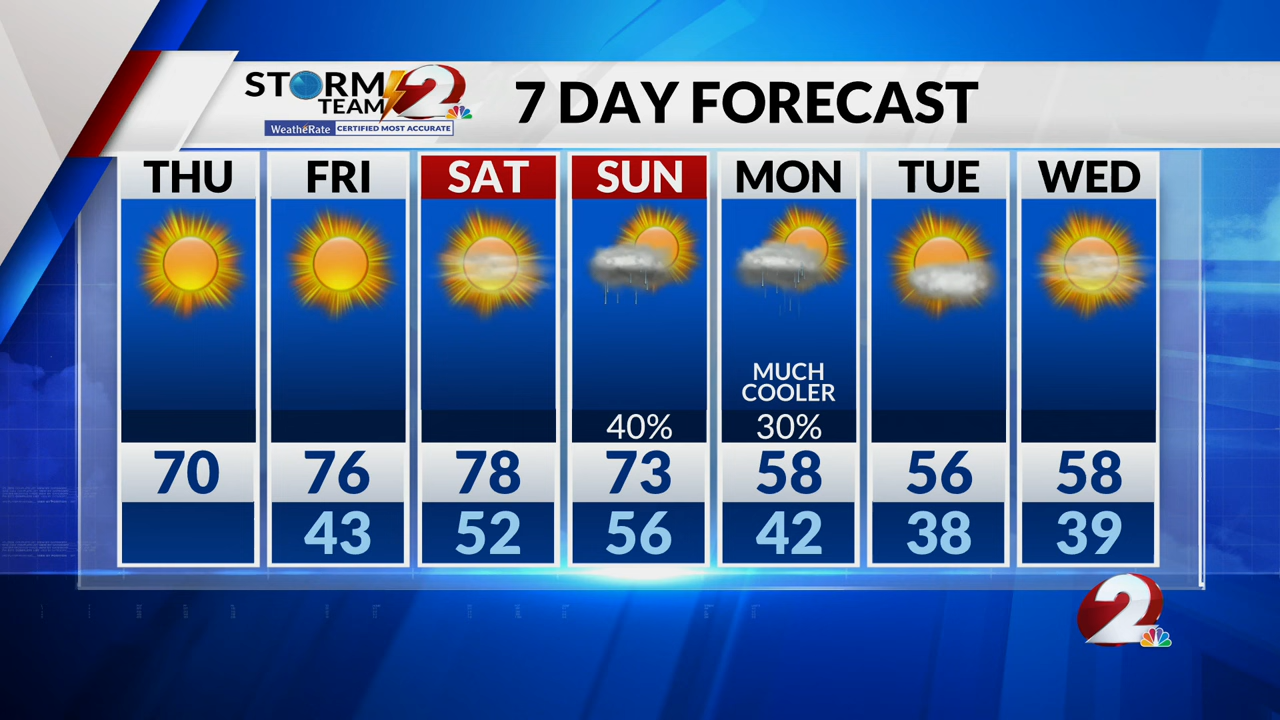 STORM
TEAM 2
WeatheRate CERTIFIED MOST ACCURATE
7 DAY FORECAST
THU FRI SAT SUN MON TUE WED
MUCH
COOLER
40% 30%
70 76 78 73 58 56 58
43 52 56 42 38 39
2